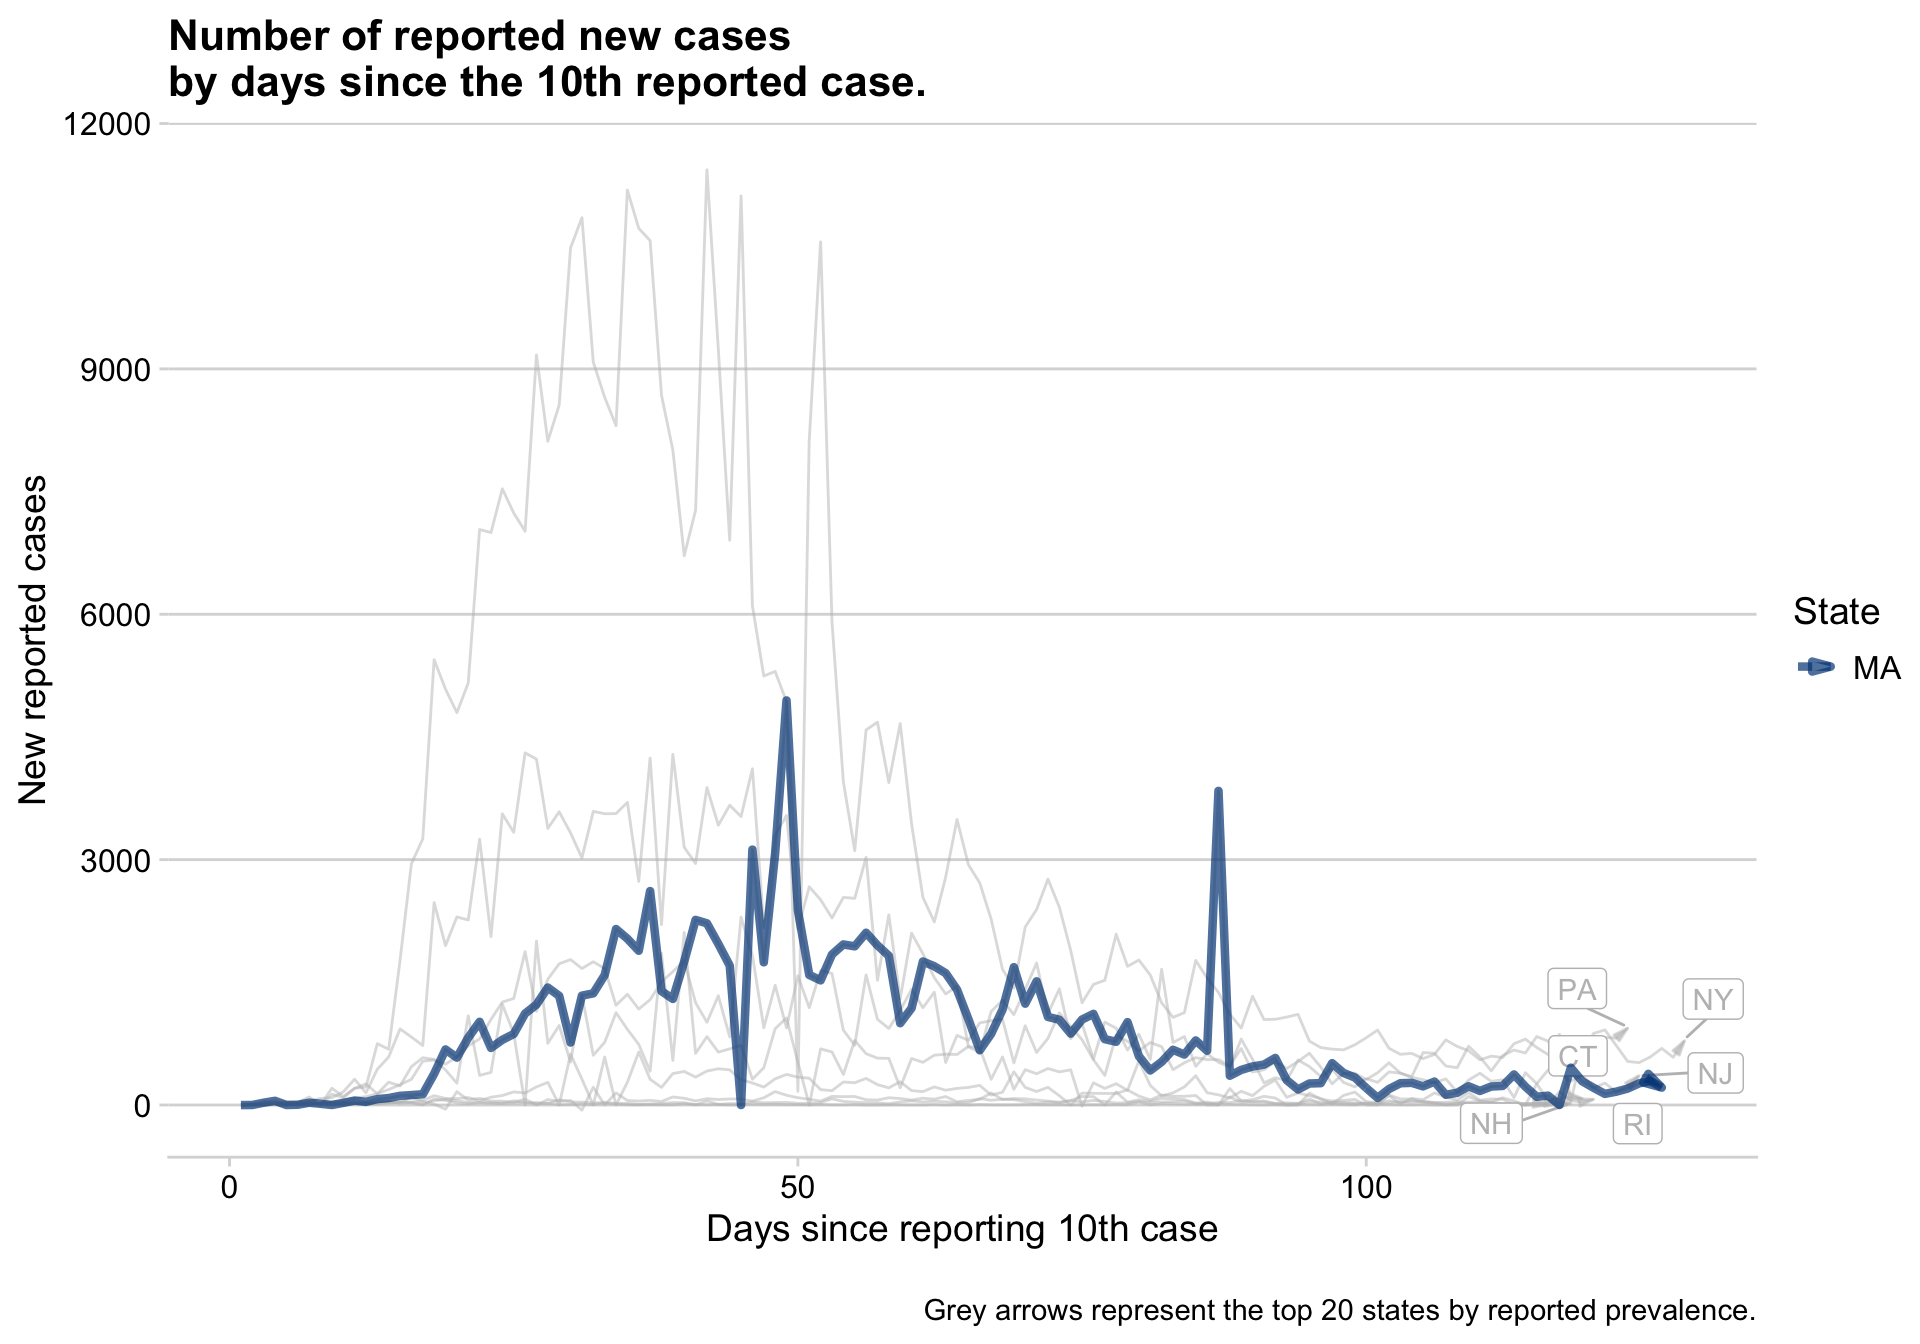 Number of reported new cases
by days since the 10th reported case.
12000
9000
6000
3000
0
New reported cases
PA
NY
CT
NJ
NH
RI
State
MA
0
50
100
Days since reporting 10th case
Grey arrows represent the top 20 states by reported prevalence.